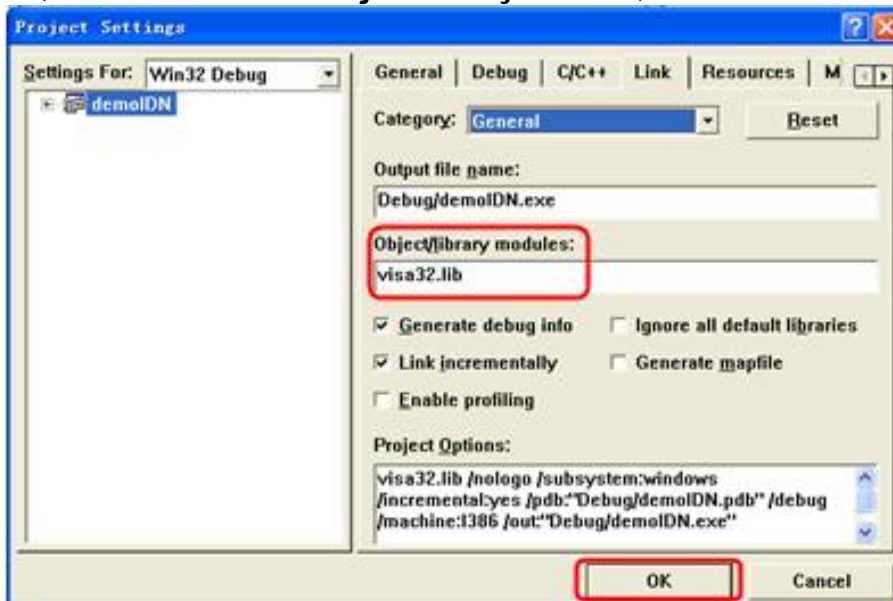 Project Settings
Settings For: Win32 Debug
demoIDN
General Debug C/C++ Link Resources M
Category: General Reset
Output file name:
Debug/demoIDN.exe
Object/library modules:
visa32.lib
Generate debug info Ignore all default libraries
Link incrementally Generate mapfile
Enable profiling
Project Options:
visa32.lib /nologo /subsystem:windows
/incremental:yes /pdb:"Debug/demoIDN.pdb" /debug
/machine:I386 /out:"Debug/demoIDN.exe"
OK Cancel